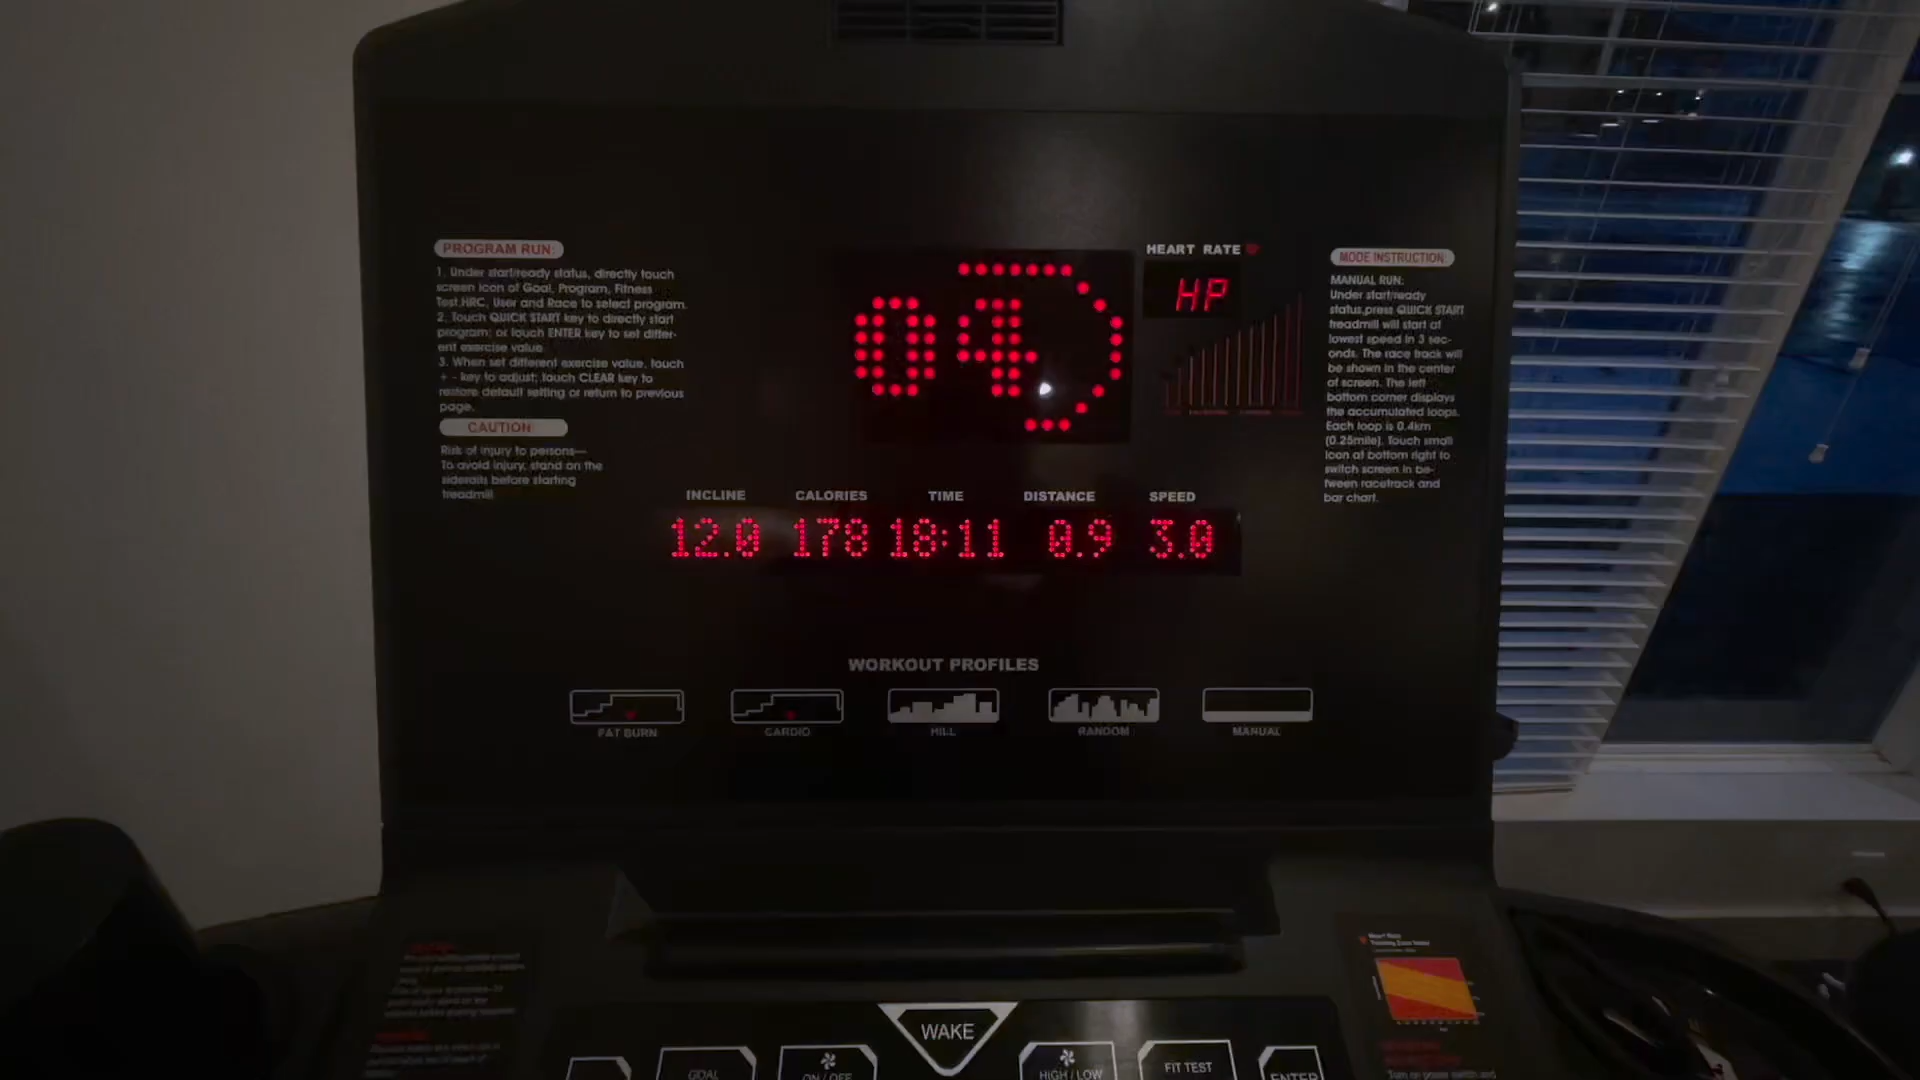 PROGRAM RUN:
1. Under start/ready status, directly touch
screen icon of Goal, Program, Fitness
Test,HRC, User and Race to select program.
2. Touch QUICK START key to directly start
program; or touch ENTER key to set differ-
ent exercise value.
3. When set different exercise value, touch
+ - key to adjust; touch CLEAR key to
restore default setting or return to previous
page.
CAUTION:
Risk of injury to persons—
To avoid injury, stand on the
siderails before starting
treadmill
04
HEART RATE
HP
MODE INSTRUCTION
MANUAL RUN:
Under start/ready
status,press QUICK START
treadmill will start at
lowest speed in 3 sec-
onds. The race track will
be shown in the center
of screen. The left
bottom corner displays
the accumulated loops.
Each loop is 0.4km
(0.25mile). Touch small
icon at bottom right to
switch screen in be-
tween racetrack and
bar chart.
INCLINE CALORIES TIME DISTANCE SPEED
12.0 178 18:11 0.9 3.0
WORKOUT PROFILES
FAT BURN CARDIO HILL RANDOM MANUAL
WAKE
GOAL ON / OFF HIGH / LOW FIT TEST ENTER